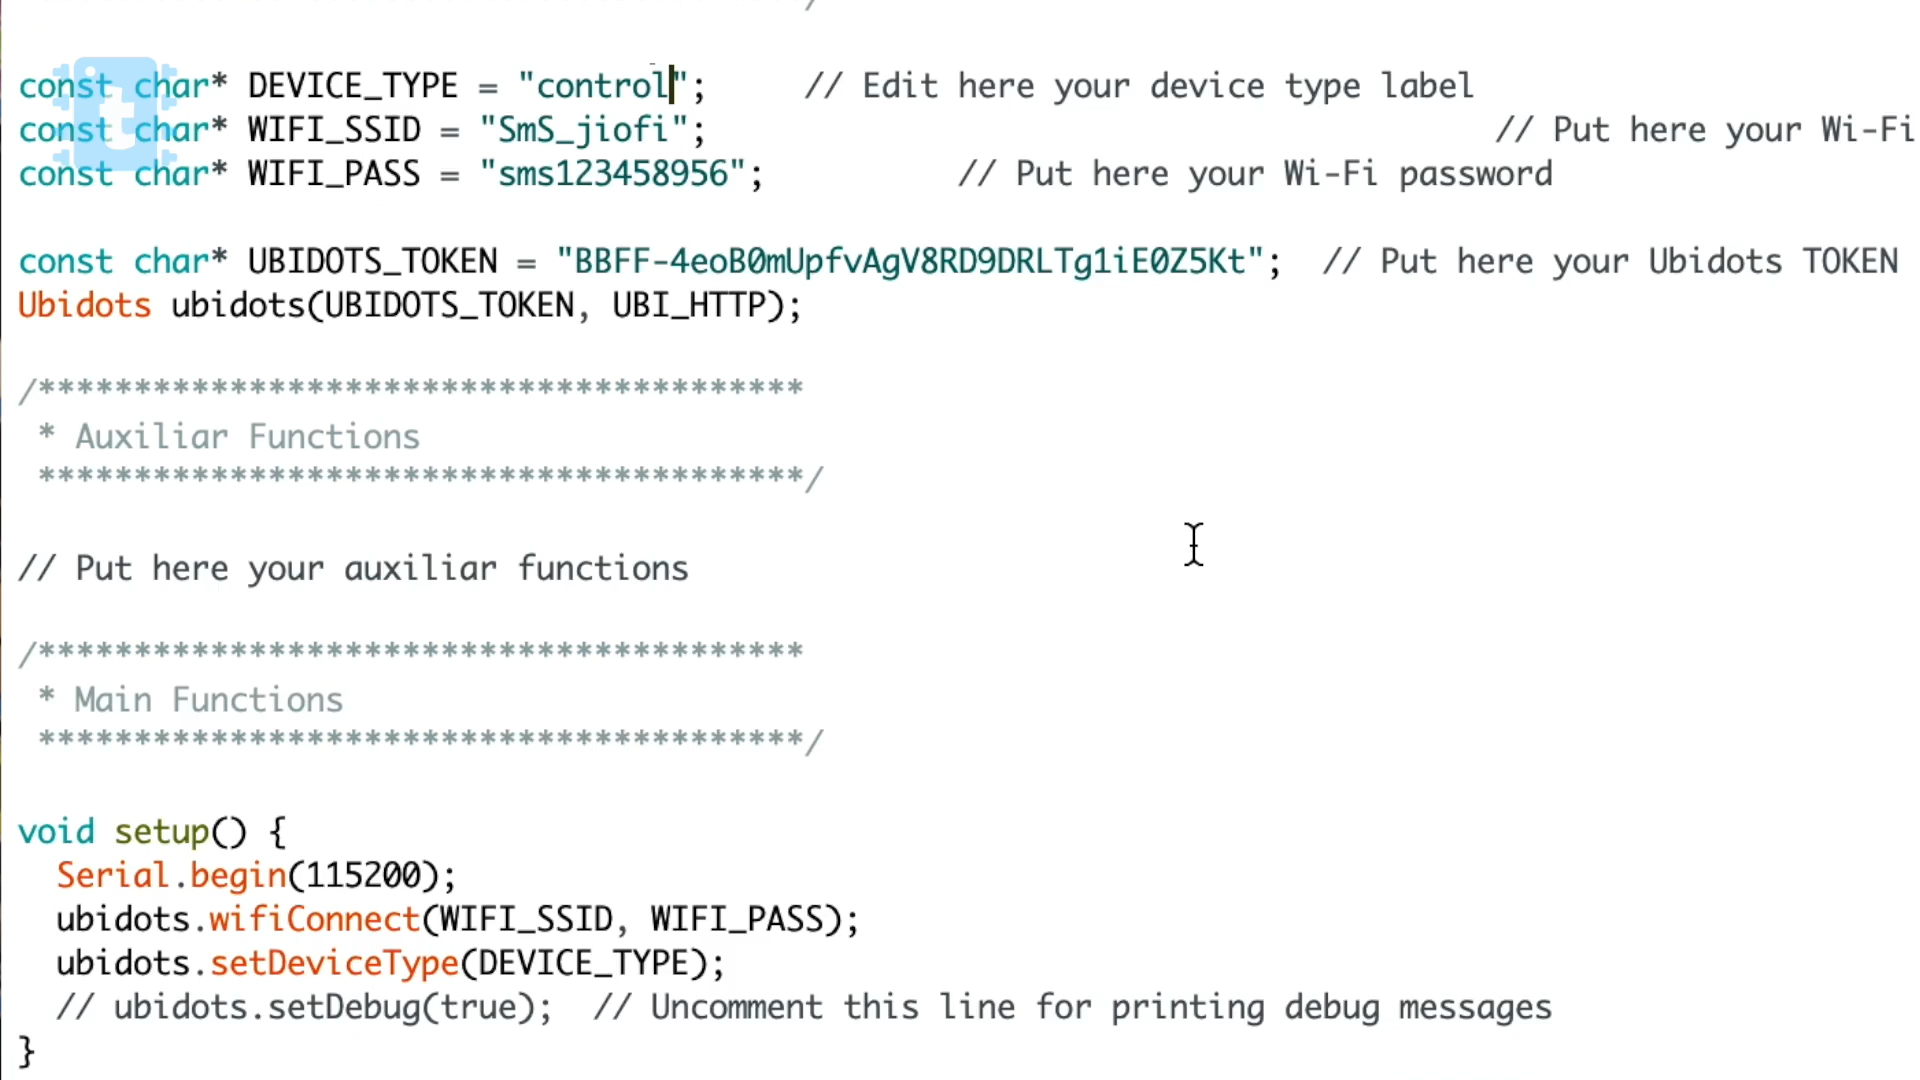 */
const char* DEVICE_TYPE = "control"; // Edit here your device type label
const char* WIFI_SSID = "SmS_jiofi"; // Put here your Wi-Fi
const char* WIFI_PASS = "sms123458956"; // Put here your Wi-Fi password
const char* UBIDOTS_TOKEN = "BBFF-4eoB0mUpfvAgV8RD9DRLTg1iE0Z5Kt"; // Put here your Ubidots TOKEN
Ubidots ubidots(UBIDOTS_TOKEN, UBI_HTTP);
/****************************************
 * Auxiliar Functions
 ****************************************/
// Put here your auxiliar functions
/****************************************
 * Main Functions
 ****************************************/
void setup() {
  Serial.begin(115200);
  ubidots.wifiConnect(WIFI_SSID, WIFI_PASS);
  ubidots.setDeviceType(DEVICE_TYPE);
  // ubidots.setDebug(true); // Uncomment this line for printing debug messages
}